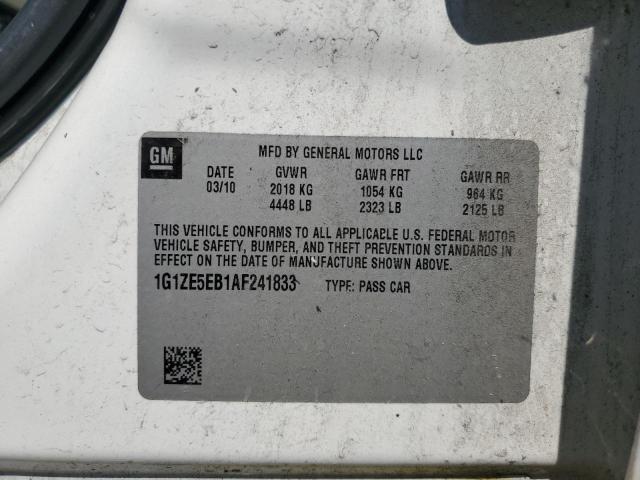 GM
MFD BY GENERAL MOTORS LLC
DATE GVWR GAWR FRT GAWR RR
03/10 2018 KG 1054 KG 964 KG
4448 LB 2323 LB 2125 LB
THIS VEHICLE CONFORMS TO ALL APPLICABLE U.S. FEDERAL MOTOR
VEHICLE SAFETY, BUMPER, AND THEFT PREVENTION STANDARDS IN
EFFECT ON THE DATE OF MANUFACTURE SHOWN ABOVE.
1G1ZE5EB1AF241833 TYPE: PASS CAR